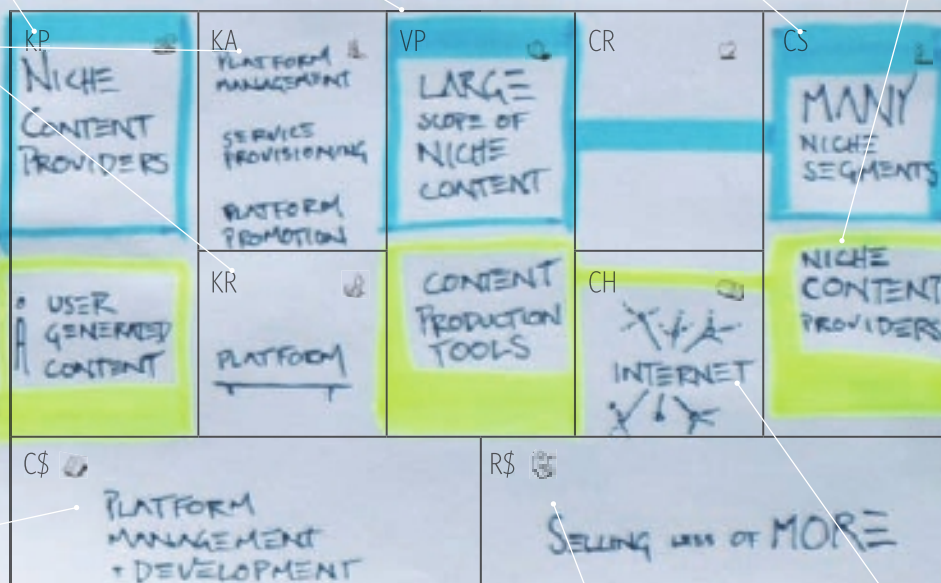 KP
NICHE
CONTENT
PROVIDERS
USER
GENERATED
CONTENT
KA
PLATFORM
MANAGEMENT
SERVICE
PROVISIONING
PLATFORM
PROMOTION
KR
PLATFORM
VP
LARGE
SCOPE OF
NICHE
CONTENT
CONTENT
PRODUCTION
TOOLS
CR
CH
INTERNET
CS
MANY
NICHE
SEGMENTS
NICHE
CONTENT
PROVIDERS
C$
PLATFORM
MANAGEMENT
+ DEVELOPMENT
R$
SELLING LESS OF MORE